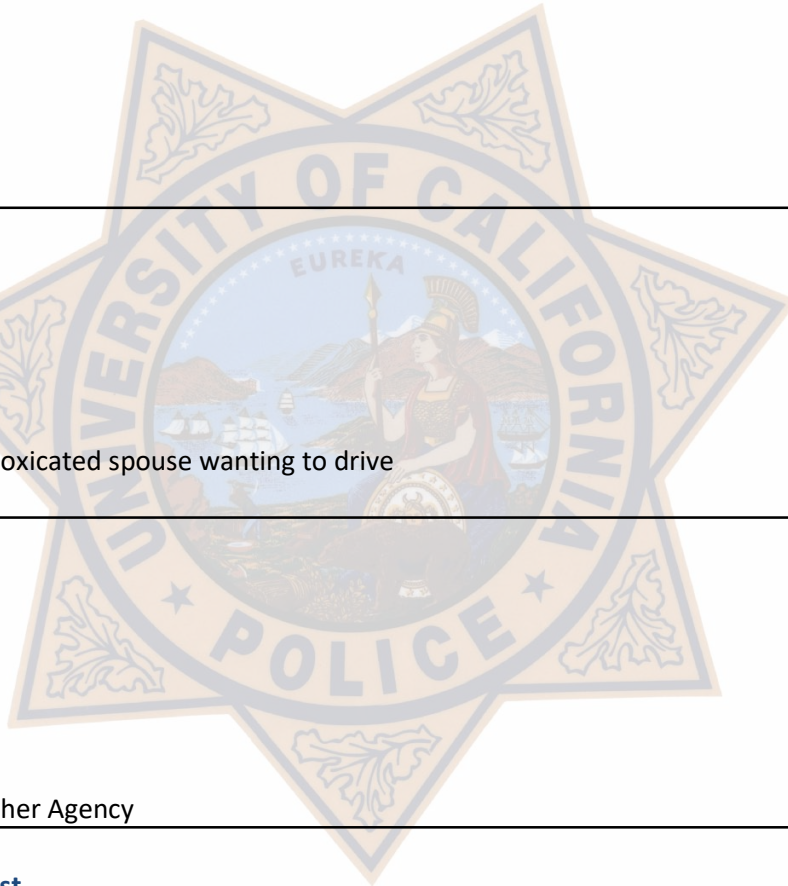 UNIVERSITY OF CALIFORNIA
EUREKA
oxicated spouse wanting to drive
POLICE
her Agency
st